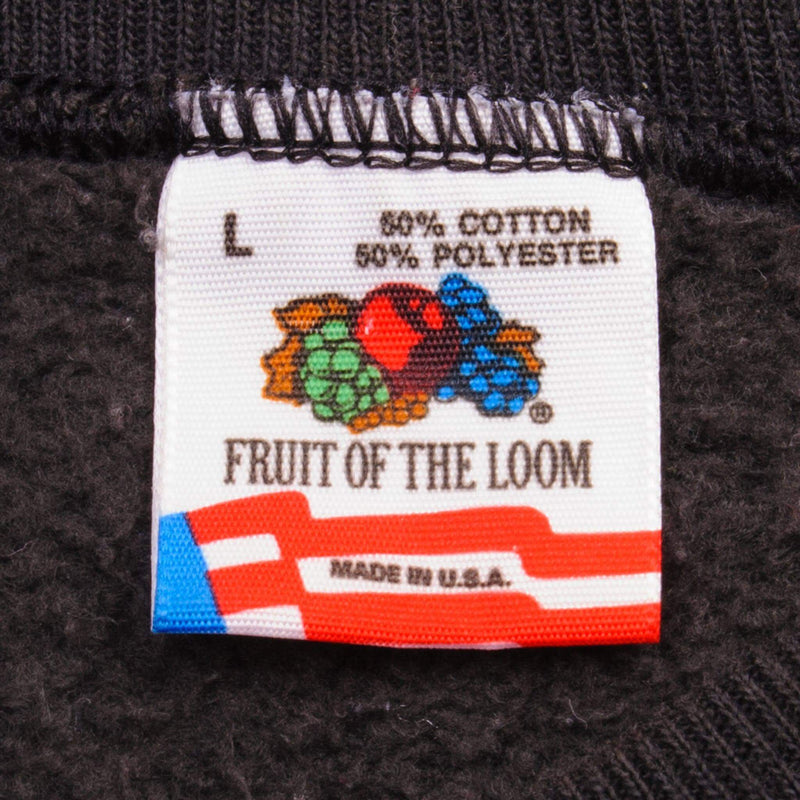 L
50% COTTON
50% POLYESTER
®
FRUIT OF THE LOOM
MADE IN U.S.A.